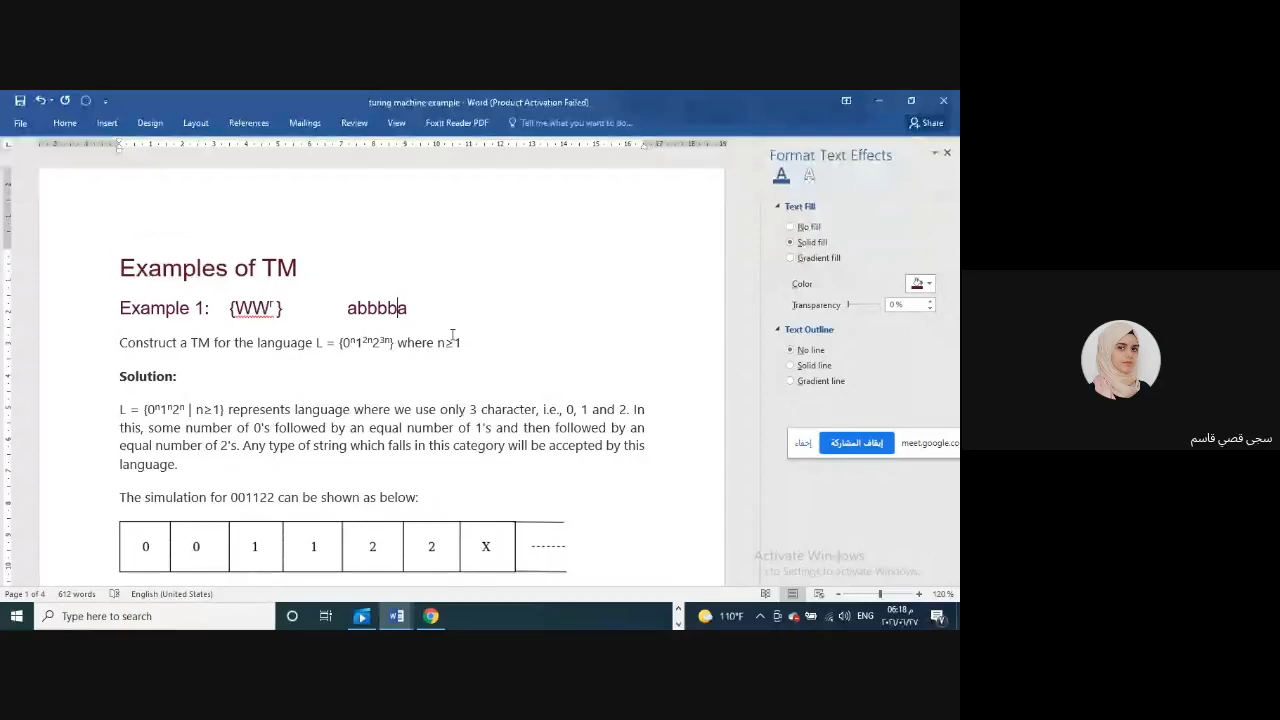 turing machine example - Word (Product Activation Failed)
File Home Insert Design Layout References Mailings Review View Foxit Reader PDF Tell me what you want to do... Share
Format Text Effects
Text Fill
No fill
Solid fill
Gradient fill
Color
Transparency 0 %
Text Outline
No line
Solid line
Gradient line
Examples of TM
Example 1: {WWʳ} abbbba
Construct a TM for the language L = {0ⁿ1²ⁿ2³ⁿ} where n≥1
Solution:
L = {0ⁿ1ⁿ2ⁿ | n≥1} represents language where we use only 3 character, i.e., 0, 1 and 2. In
this, some number of 0's followed by an equal number of 1's and then followed by an
equal number of 2's. Any type of string which falls in this category will be accepted by this
language.
The simulation for 001122 can be shown as below:
0 0 1 1 2 2 X -------
إخفاء إيقاف المشاركة meet.google.co
سجى قصي قاسم
Activate Windows
to Settings to activate Windows.
Page 1 of 4 612 words English (United States) 120 %
Type here to search
110°F ENG 06:18 م